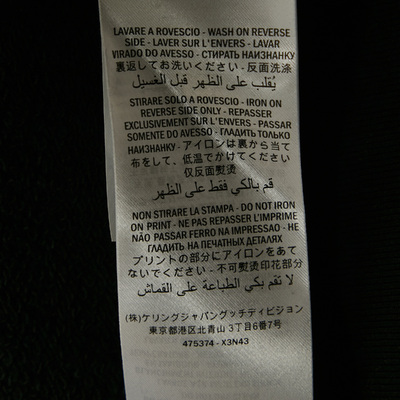 LAVARE A ROVESCIO - WASH ON REVERSE
SIDE - LAVER SUR L'ENVERS - LAVAR
VIRADO DO AVESSO - СТИРАТЬ НАИЗНАНКУ
裏返してお洗いください - 反面洗涤
يُقلب على الظهر قبل الغسيل
STIRARE SOLO A ROVESCIO - IRON ON
REVERSE SIDE ONLY - REPASSER
EXCLUSIVEMENT SUR L'ENVERS - PASSAR
SOMENTE DO AVESSO - ГЛАДИТЬ ТОЛЬКО
НАИЗНАНКУ - アイロンは裏から当て
布をして、低温でかけてください
仅反面熨烫
قم بالكي فقط على الظهر
NON STIRARE LA STAMPA - DO NOT IRON
ON PRINT - NE PAS REPASSER L'IMPRIME
NÃO PASSAR FERRO NA IMPRESSAO - НЕ
ГЛАДИТЬ НА ПЕЧАТНЫХ ДЕТАЛЯХ
プリントの部分にアイロンをあて
ないでください - 不可熨烫印花部分
لا تقم بكي الطباعة على القماش
(株)ケリングジャパングッチディビジョン
東京都港区北青山 3丁目6番7号
475374 - X3N43